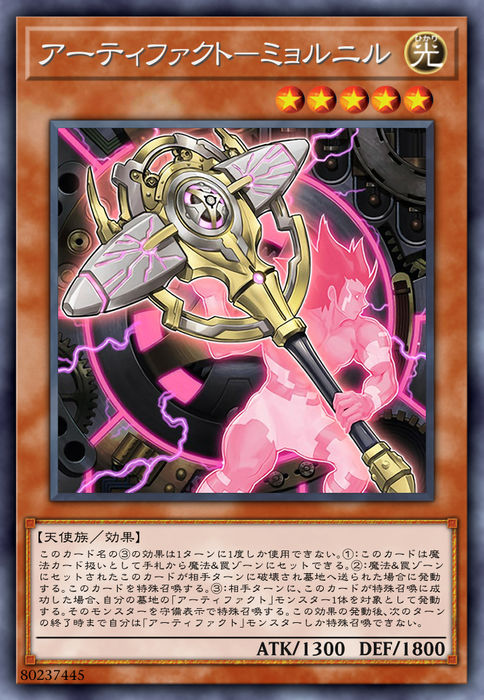 アーティファクトーミョルニル
ひかり
光
【天使族／効果】
このカード名の③の効果は1ターンに1度しか使用できない。①：このカードは魔
法カード扱いとして手札から魔法&罠ゾーンにセットできる。②：魔法&罠ゾーン
にセットされたこのカードが相手ターンに破壊され墓地へ送られた場合に発動
する。このカードを特殊召喚する。③：相手ターンに、このカードが特殊召喚に成
功した場合、自分の墓地の「アーティファクト」モンスター1体を対象として発動
する。そのモンスターを守備表示で特殊召喚する。この効果の発動後、次のターン
の終了時まで自分は「アーティファクト」モンスターしか特殊召喚できない。
ATK/1300 DEF/1800
80237445